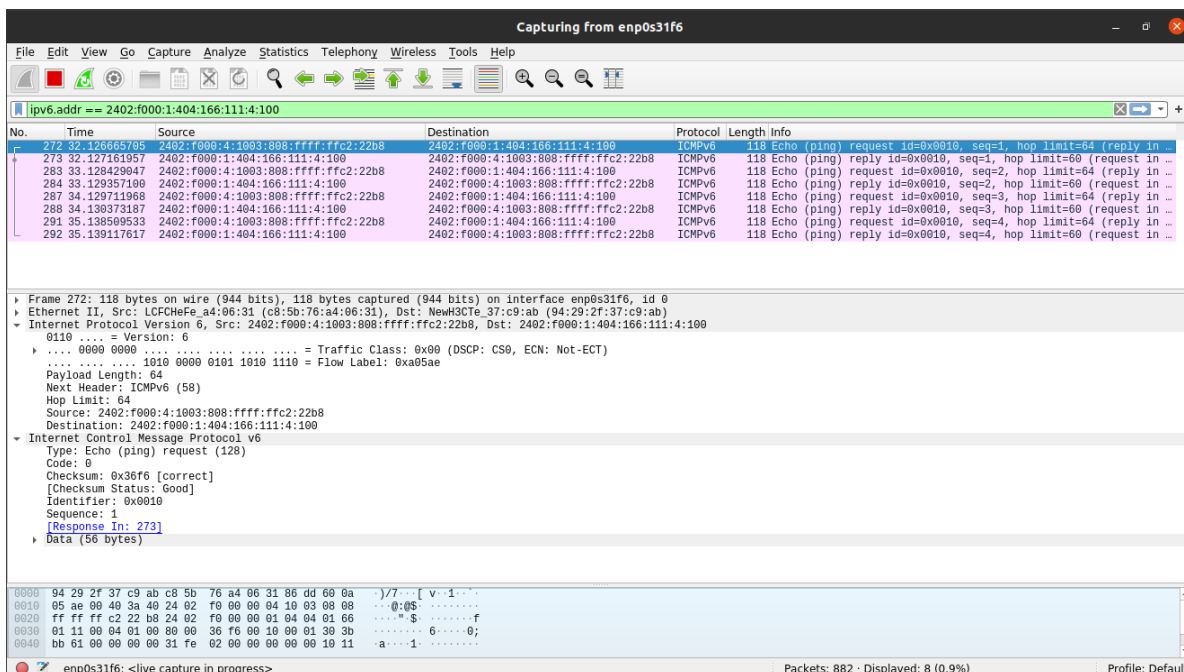 Capturing from enp0s31f6
File Edit View Go Capture Analyze Statistics Telephony Wireless Tools Help
ipv6.addr == 2402:f000:1:404:166:111:4:100
No. Time Source Destination Protocol Length Info
272 32.126665705 2402:f000:4:1003:808:ffff:ffc2:22b8 2402:f000:1:404:166:111:4:100 ICMPv6 118 Echo (ping) request id=0x0010, seq=1, hop limit=64 (reply in …
273 32.127161957 2402:f000:1:404:166:111:4:100 2402:f000:4:1003:808:ffff:ffc2:22b8 ICMPv6 118 Echo (ping) reply id=0x0010, seq=1, hop limit=60 (request in …
283 33.128429047 2402:f000:4:1003:808:ffff:ffc2:22b8 2402:f000:1:404:166:111:4:100 ICMPv6 118 Echo (ping) request id=0x0010, seq=2, hop limit=64 (reply in …
284 33.129357100 2402:f000:1:404:166:111:4:100 2402:f000:4:1003:808:ffff:ffc2:22b8 ICMPv6 118 Echo (ping) reply id=0x0010, seq=2, hop limit=60 (request in …
287 34.129711968 2402:f000:4:1003:808:ffff:ffc2:22b8 2402:f000:1:404:166:111:4:100 ICMPv6 118 Echo (ping) request id=0x0010, seq=3, hop limit=64 (reply in …
288 34.130373187 2402:f000:1:404:166:111:4:100 2402:f000:4:1003:808:ffff:ffc2:22b8 ICMPv6 118 Echo (ping) reply id=0x0010, seq=3, hop limit=60 (request in …
291 35.138509533 2402:f000:4:1003:808:ffff:ffc2:22b8 2402:f000:1:404:166:111:4:100 ICMPv6 118 Echo (ping) request id=0x0010, seq=4, hop limit=64 (reply in …
292 35.139117617 2402:f000:1:404:166:111:4:100 2402:f000:4:1003:808:ffff:ffc2:22b8 ICMPv6 118 Echo (ping) reply id=0x0010, seq=4, hop limit=60 (request in …
Frame 272: 118 bytes on wire (944 bits), 118 bytes captured (944 bits) on interface enp0s31f6, id 0
Ethernet II, Src: LCFCHeFe_a4:06:31 (c8:5b:76:a4:06:31), Dst: NewH3CTe_37:c9:ab (94:29:2f:37:c9:ab)
Internet Protocol Version 6, Src: 2402:f000:4:1003:808:ffff:ffc2:22b8, Dst: 2402:f000:1:404:166:111:4:100
0110 .... = Version: 6
.... 0000 0000 .... .... .... .... .... = Traffic Class: 0x00 (DSCP: CS0, ECN: Not-ECT)
.... .... .... 1010 0000 0101 1010 1110 = Flow Label: 0xa05ae
Payload Length: 64
Next Header: ICMPv6 (58)
Hop Limit: 64
Source: 2402:f000:4:1003:808:ffff:ffc2:22b8
Destination: 2402:f000:1:404:166:111:4:100
Internet Control Message Protocol v6
Type: Echo (ping) request (128)
Code: 0
Checksum: 0x36f6 [correct]
[Checksum Status: Good]
Identifier: 0x0010
Sequence: 1
[Response In: 273]
Data (56 bytes)
0000 94 29 2f 37 c9 ab c8 5b 76 a4 06 31 86 dd 60 0a ·)/7···[ v··1··`·
0010 05 ae 00 40 3a 40 24 02 f0 00 00 04 10 03 08 08 ···@:@$· ········
0020 ff ff ff c2 22 b8 24 02 f0 00 00 01 04 04 01 66 ····"·$· ·······f
0030 01 11 00 04 01 00 80 00 36 f6 00 10 00 01 30 3b ········ 6·····0;
0040 bb 61 00 00 00 00 31 fe 02 00 00 00 00 00 10 11 ·a····1· ········
enp0s31f6: <live capture in progress> Packets: 882 · Displayed: 8 (0.9%) Profile: Defaul